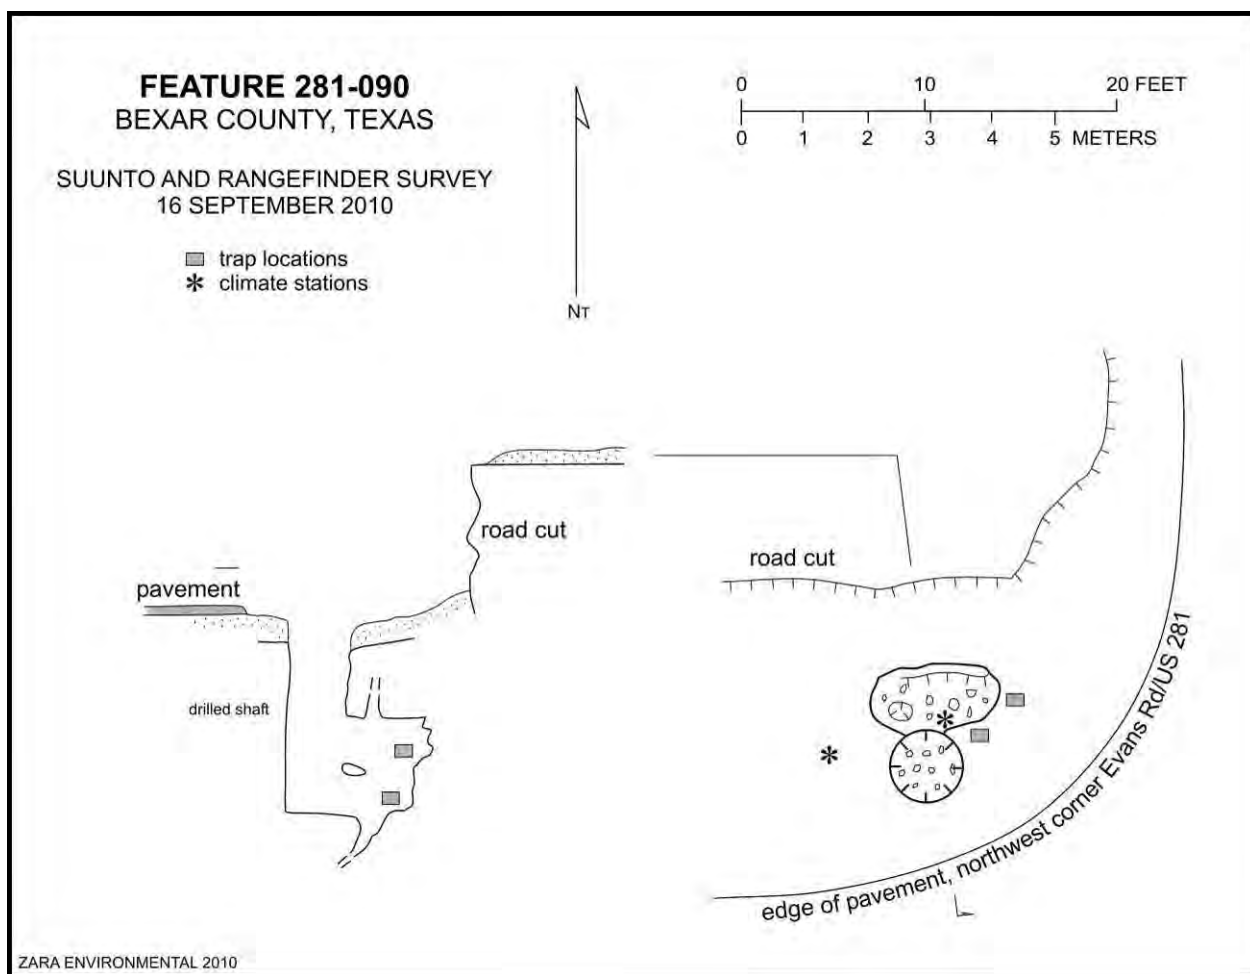 FEATURE 281-090
BEXAR COUNTY, TEXAS
SUUNTO AND RANGEFINDER SURVEY
16 SEPTEMBER 2010
trap locations
climate stations
NT
0 10 20 FEET
0 1 2 3 4 5 METERS
road cut
pavement
drilled shaft
road cut
edge of pavement, northwest corner Evans Rd/US 281
ZARA ENVIRONMENTAL 2010